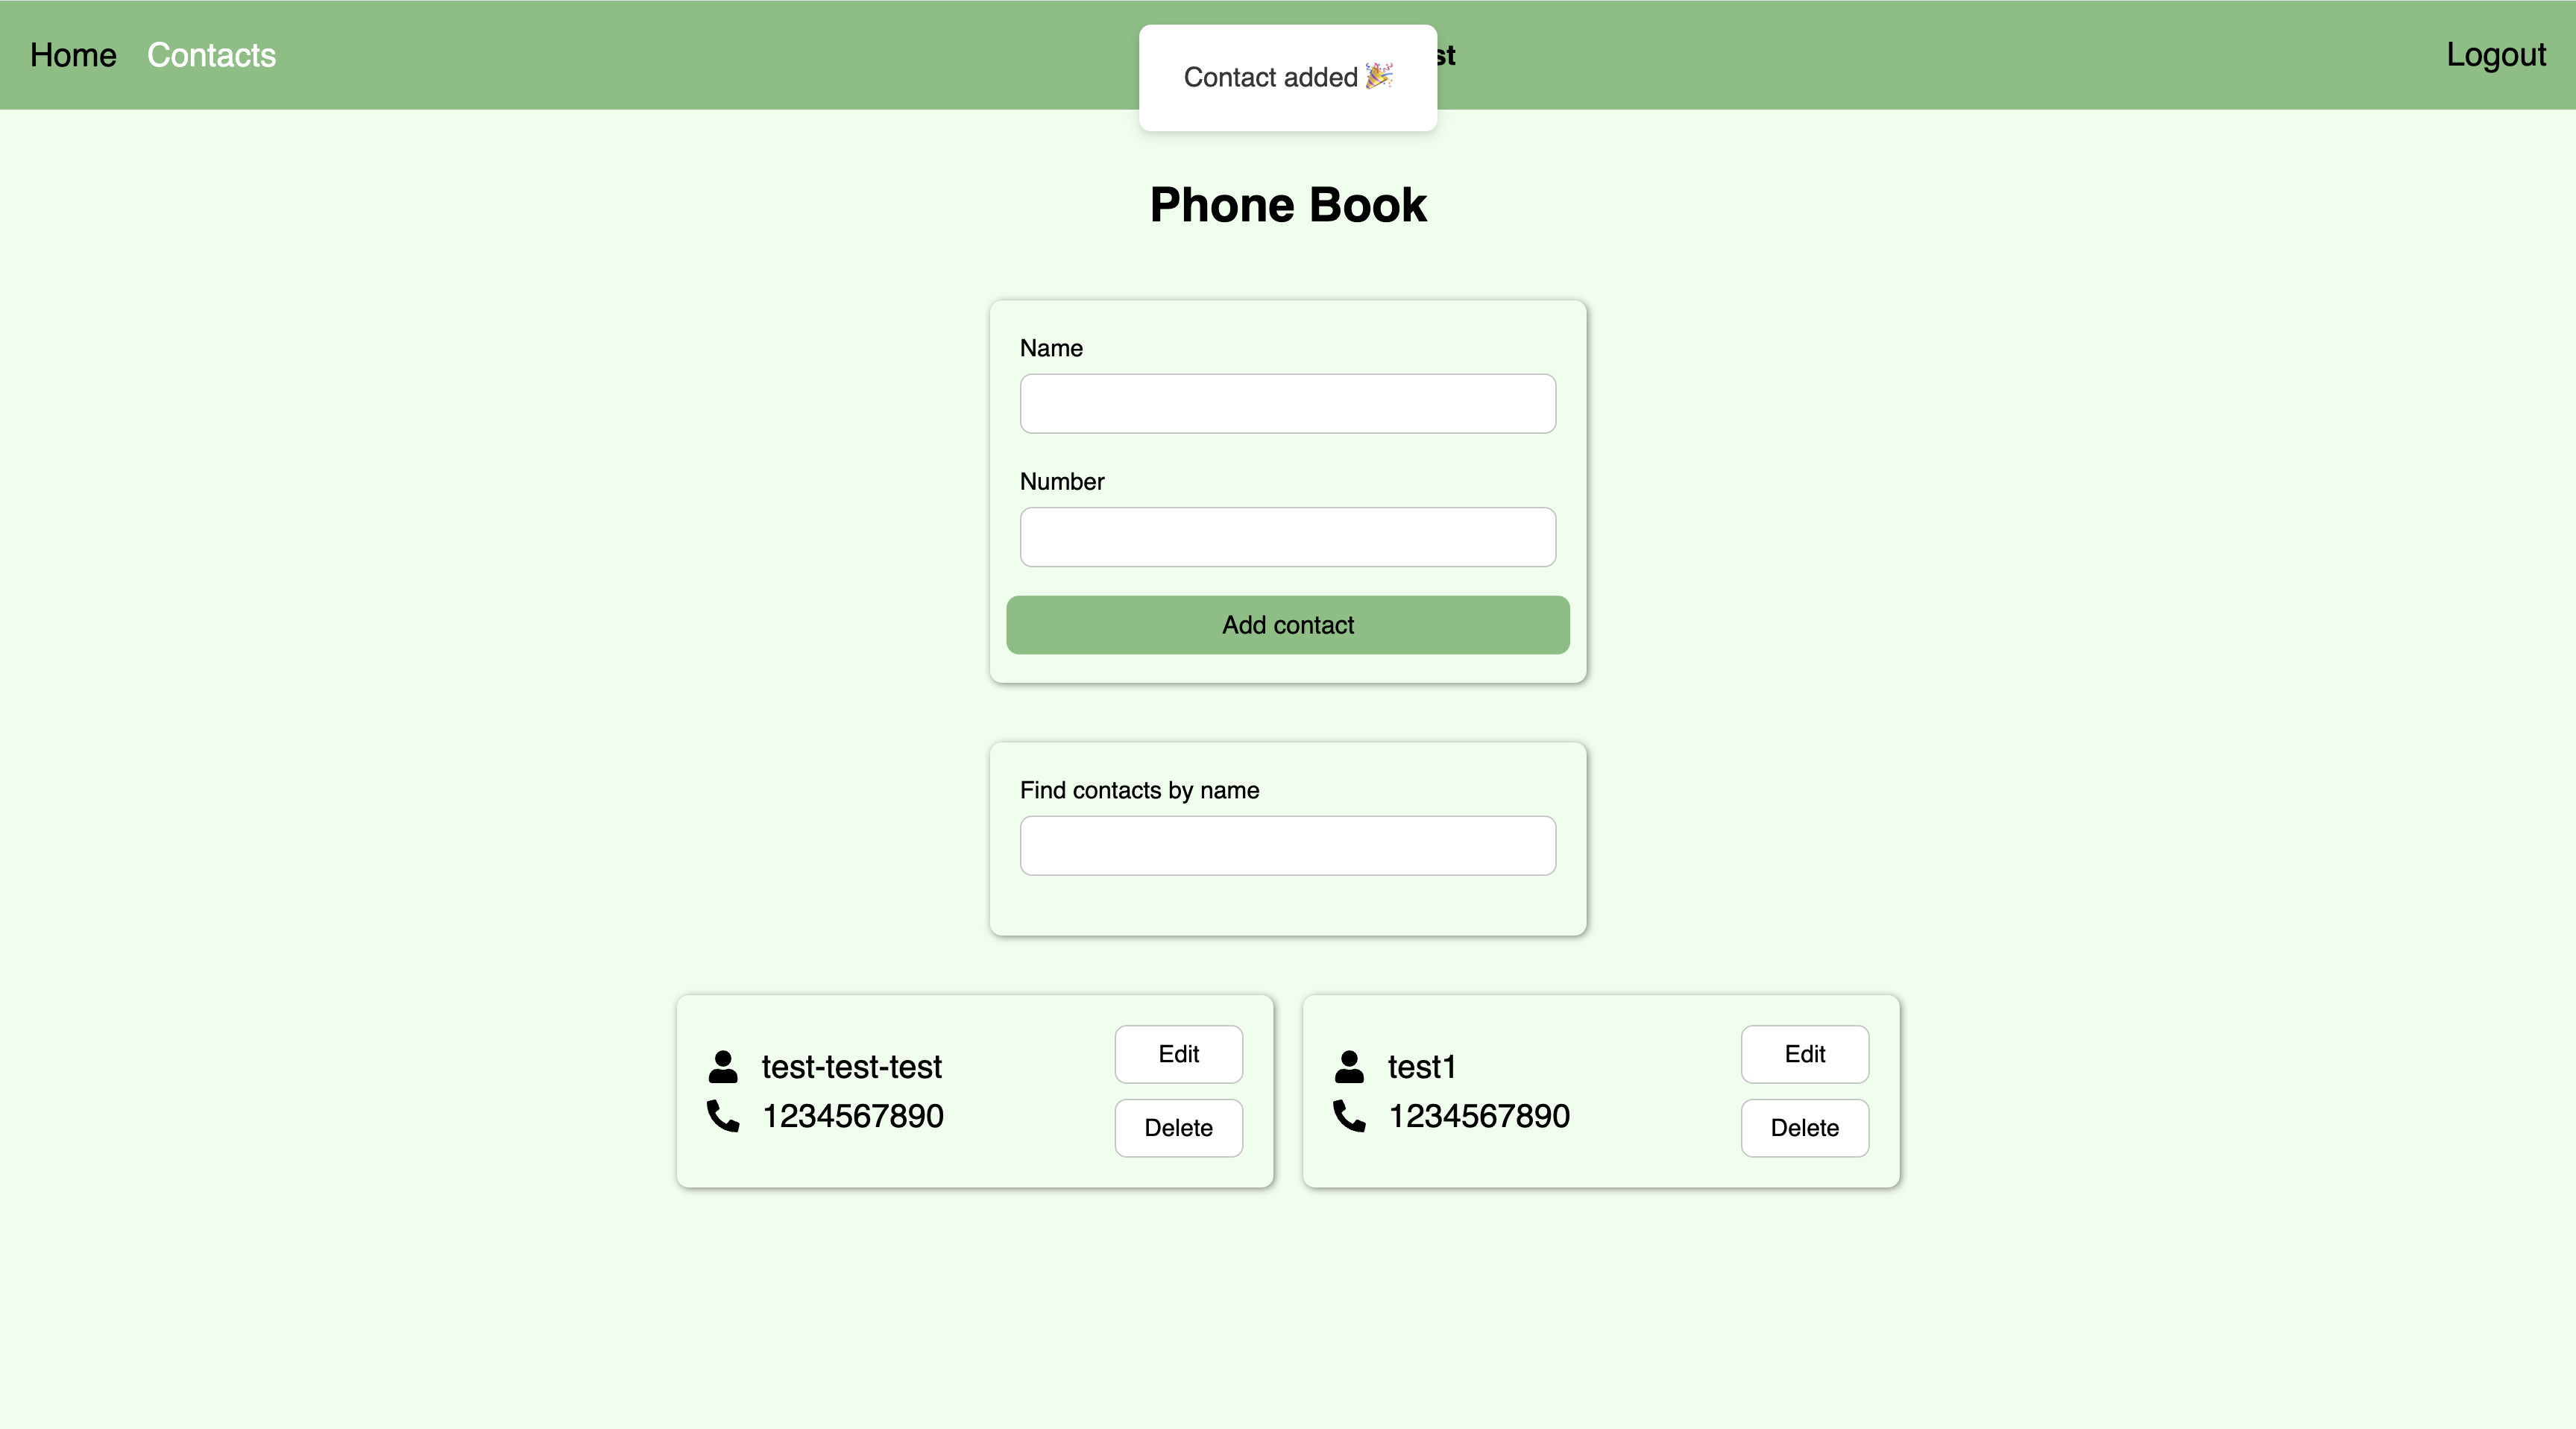 Home Contacts
Contact added 🎉
st
Logout
Phone Book
Name
Number
Add contact
Find contacts by name
test-test-test
1234567890
Edit
Delete
test1
1234567890
Edit
Delete